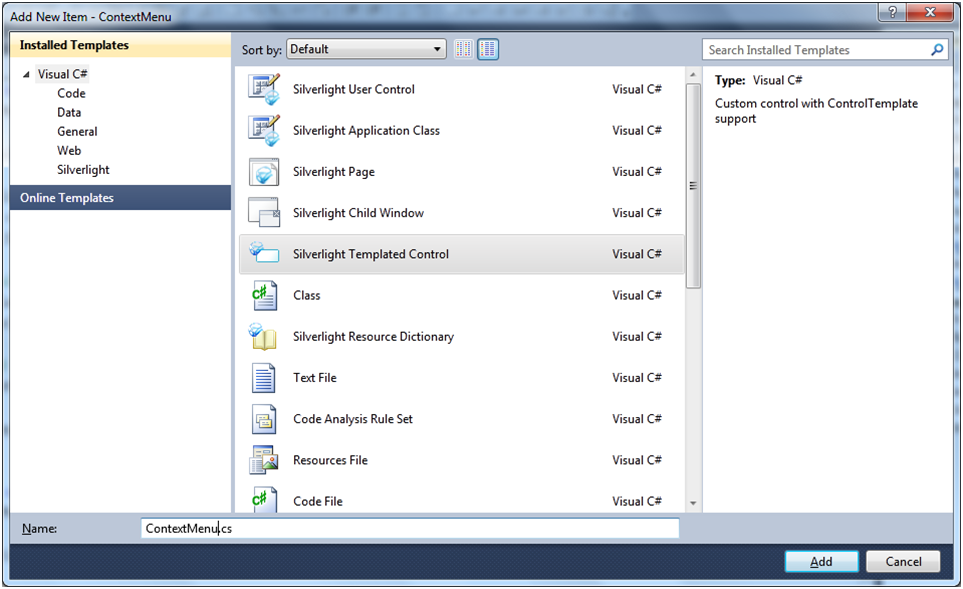 Add New Item - ContextMenu
?
Installed Templates
Visual C#
Code
Data
General
Web
Silverlight
Online Templates
Sort by: Default
Search Installed Templates
Silverlight User Control Visual C#
Silverlight Application Class Visual C#
Silverlight Page Visual C#
Silverlight Child Window Visual C#
Silverlight Templated Control Visual C#
C# Class Visual C#
Silverlight Resource Dictionary Visual C#
Text File Visual C#
Code Analysis Rule Set Visual C#
Resources File Visual C#
C# Code File Visual C#
Type: Visual C#
Custom control with ControlTemplate
support
Name: ContextMenu.cs
Add Cancel